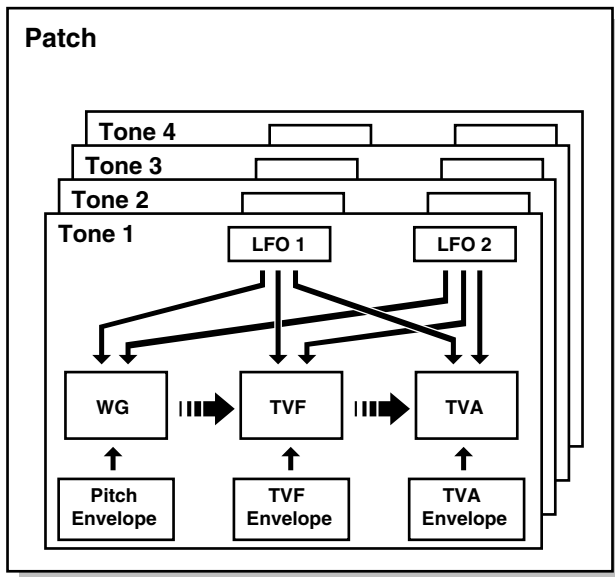 Patch
Tone 4
Tone 3
Tone 2
Tone 1
LFO 1
LFO 2
WG
TVF
TVA
Pitch
Envelope
TVF
Envelope
TVA
Envelope